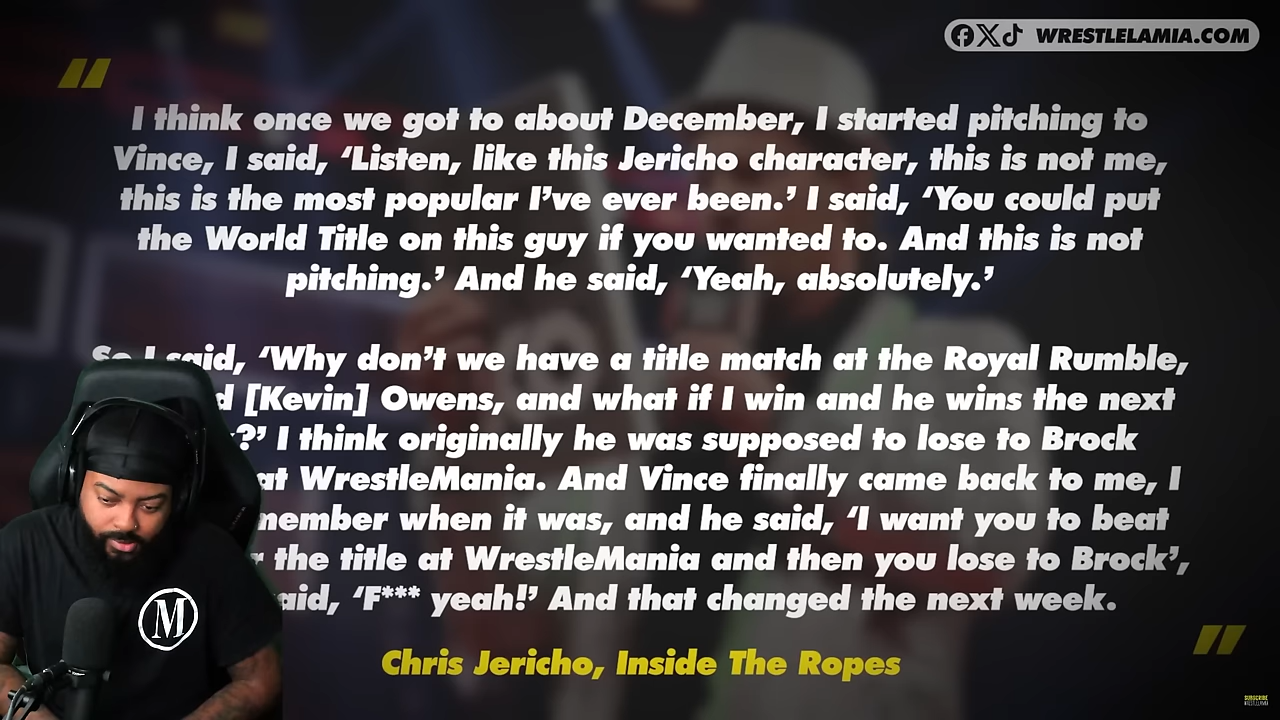 WRESTLELAMIA.COM
"
I think once we got to about December, I started pitching to
Vince, I said, ‘Listen, like this Jericho character, this is not me,
this is the most popular I’ve ever been.’ I said, ‘You could put
the World Title on this guy if you wanted to. And this is not
pitching.’ And he said, ‘Yeah, absolutely.’
So I said, ‘Why don’t we have a title match at the Royal Rumble,
[Kevin] Owens, and what if I win and he wins the next
?’ I think originally he was supposed to lose to Brock
at WrestleMania. And Vince finally came back to me, I
when it was, and he said, ‘I want you to beat
the title at WrestleMania and then you lose to Brock’,
‘F*** yeah!’ And that changed the next week.
"
Chris Jericho, Inside The Ropes
M
SUBSCRIBE